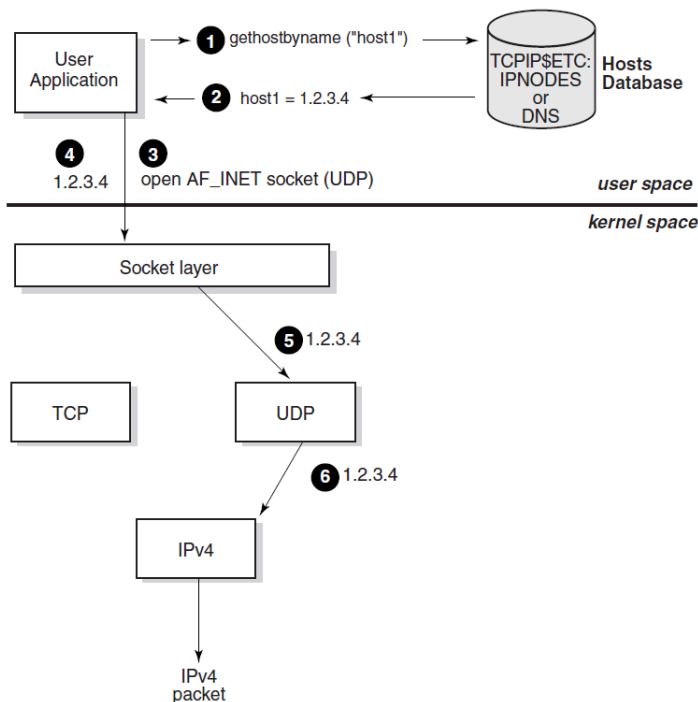 User
Application
1 gethostbyname ("host1")
TCPIP$ETC:
IPNODES
or
DNS
Hosts
Database
2 host1 = 1.2.3.4
4
1.2.3.4
3
open AF_INET socket (UDP)
user space
kernel space
Socket layer
5 1.2.3.4
TCP
UDP
6 1.2.3.4
IPv4
IPv4
packet